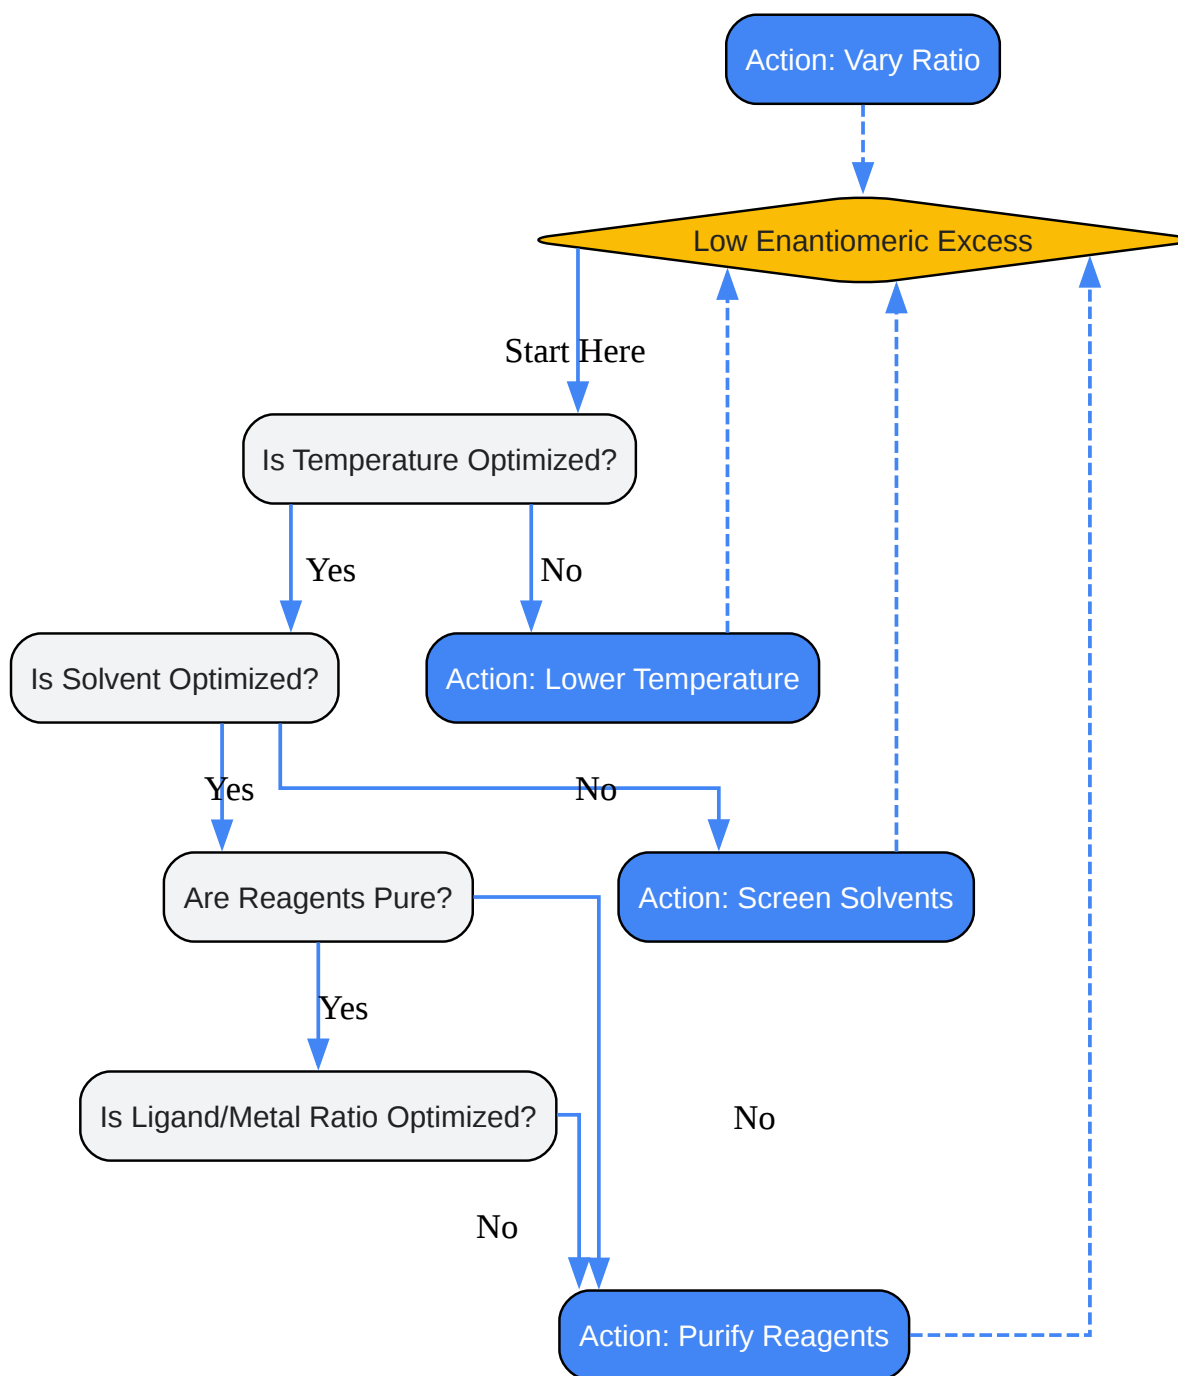 Action: Vary Ratio
Low Enantiomeric Excess
Start Here
Is Temperature Optimized?
Yes
No
Is Solvent Optimized?
Action: Lower Temperature
Yes
No
Are Reagents Pure?
Action: Screen Solvents
Yes
Is Ligand/Metal Ratio Optimized?
No
No
Action: Purify Reagents